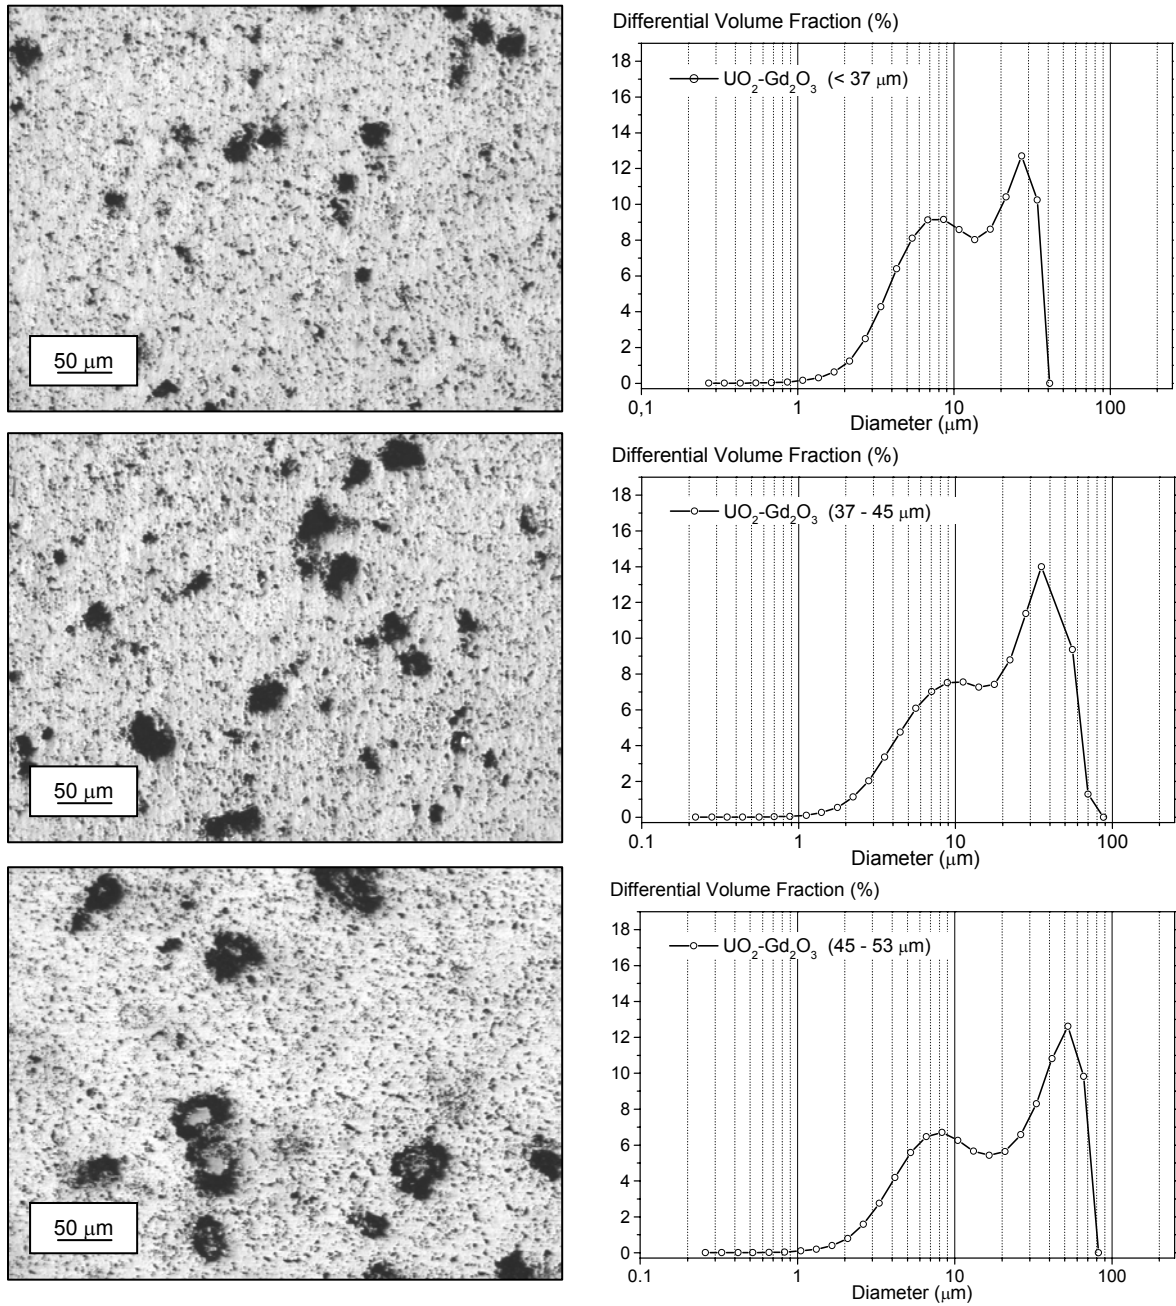 Differential Volume Fraction (%)
18
16
14
12
10
8
6
4
2
0
UO₂-Gd₂O₃ (< 37 μm)
0,1 1 10 100
Diameter (μm)
50 μm
Differential Volume Fraction (%)
18
16
14
12
10
8
6
4
2
0
UO₂-Gd₂O₃ (37 - 45 μm)
0.1 1 10 100
Diameter (μm)
50 μm
Differential Volume Fraction (%)
18
16
14
12
10
8
6
4
2
0
UO₂-Gd₂O₃ (45 - 53 μm)
0.1 1 10 100
Diameter (μm)
50 μm